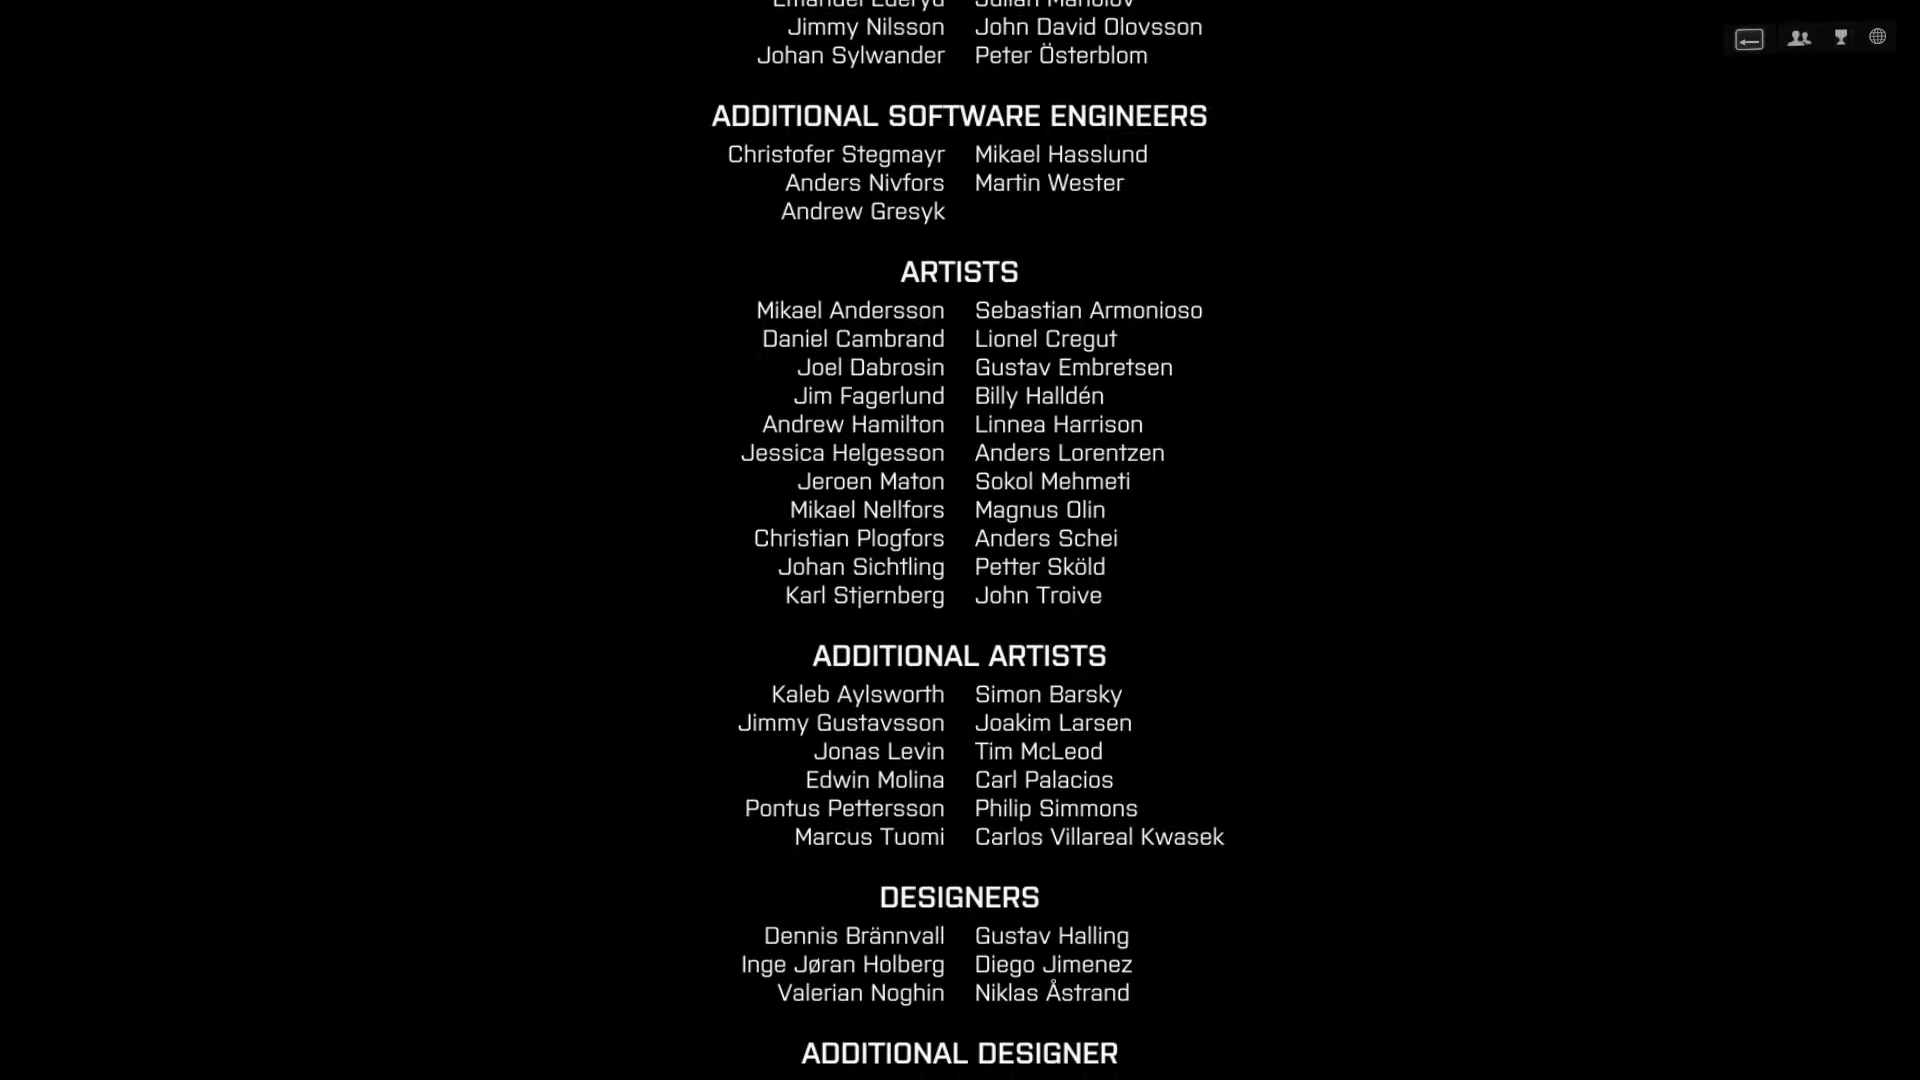 Jimmy Nilsson John David Olovsson
Johan Sylwander Peter Österblom
ADDITIONAL SOFTWARE ENGINEERS
Christofer Stegmayr Mikael Hasslund
Anders Nivfors Martin Wester
Andrew Gresyk
ARTISTS
Mikael Andersson Sebastian Armonioso
Daniel Cambrand Lionel Cregut
Joel Dabrosin Gustav Embretsen
Jim Fagerlund Billy Halldén
Andrew Hamilton Linnea Harrison
Jessica Helgesson Anders Lorentzen
Jeroen Maton Sokol Mehmeti
Mikael Nellfors Magnus Olin
Christian Plogfors Anders Schei
Johan Sichtling Petter Sköld
Karl Stjernberg John Troive
ADDITIONAL ARTISTS
Kaleb Aylsworth Simon Barsky
Jimmy Gustavsson Joakim Larsen
Jonas Levin Tim McLeod
Edwin Molina Carl Palacios
Pontus Pettersson Philip Simmons
Marcus Tuomi Carlos Villareal Kwasek
DESIGNERS
Dennis Brännvall Gustav Halling
Inge Jøran Holberg Diego Jimenez
Valerian Noghin Niklas Åstrand
ADDITIONAL DESIGNER